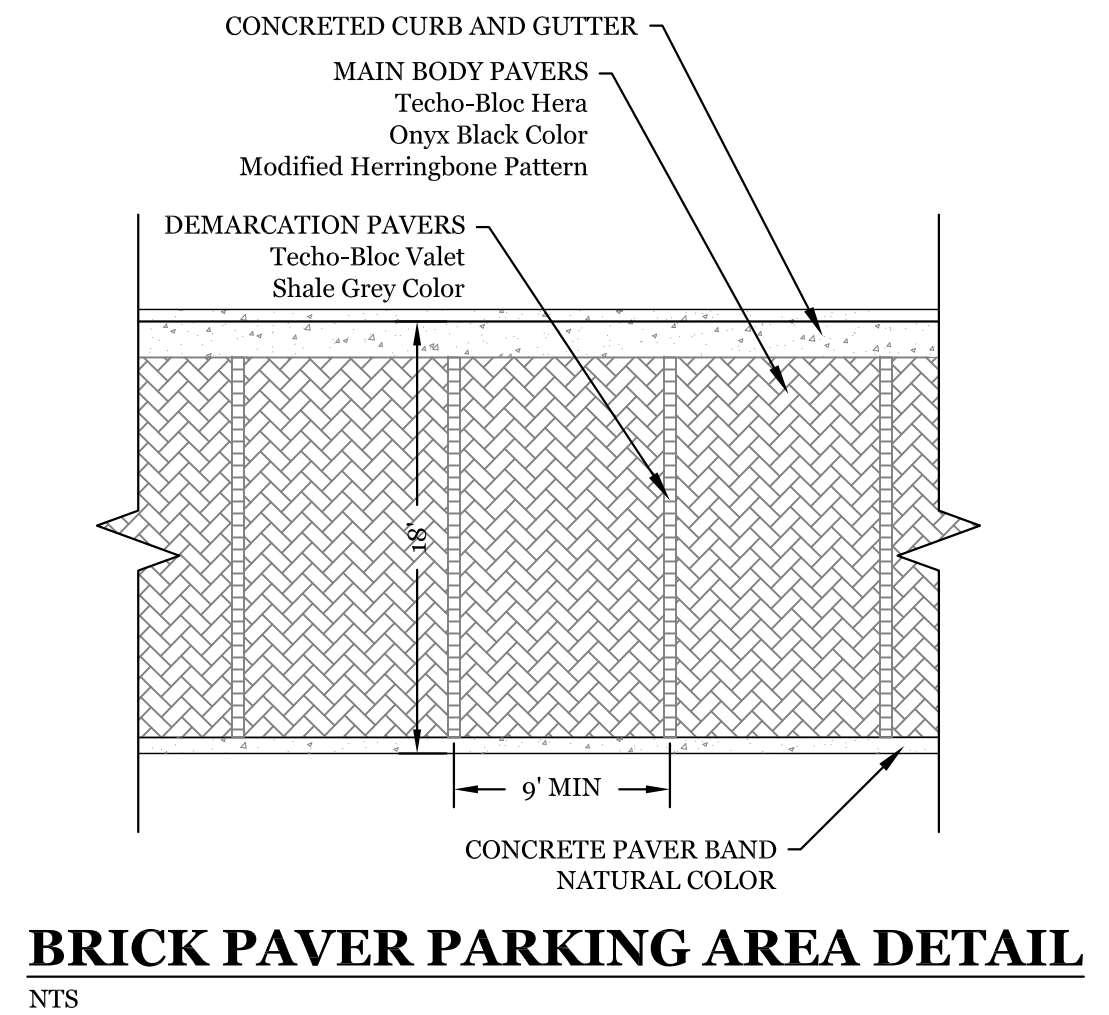 CONCRETED CURB AND GUTTER
MAIN BODY PAVERS
Techo-Bloc Hera
Onyx Black Color
Modified Herringbone Pattern
DEMARCATION PAVERS
Techo-Bloc Valet
Shale Grey Color
18'
9' MIN
CONCRETE PAVER BAND
NATURAL COLOR
BRICK PAVER PARKING AREA DETAIL
NTS